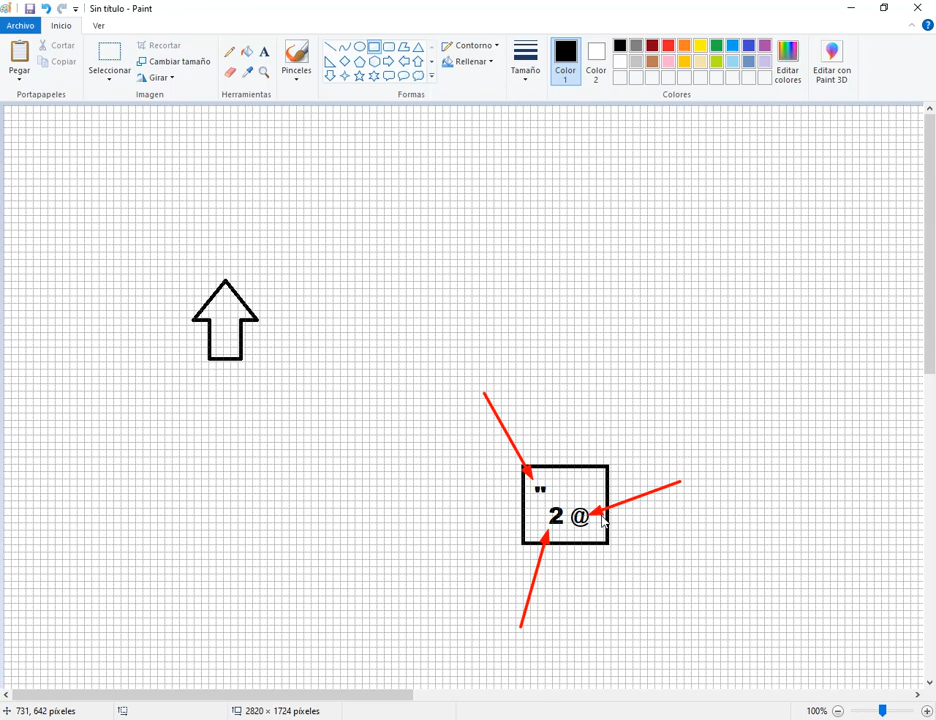 Sin título - Paint
Archivo Inicio Ver
Pegar
Cortar
Copiar
Portapapeles
Seleccionar
Recortar
Cambiar tamaño
Girar
Imagen
A
Herramientas
Pinceles
Contorno
Rellenar
Formas
Tamaño
Color
1
Color
2
Editar
colores
Colores
Editar con
Paint 3D
"
2 @
731, 642 píxeles
2820 × 1724 píxeles
100%